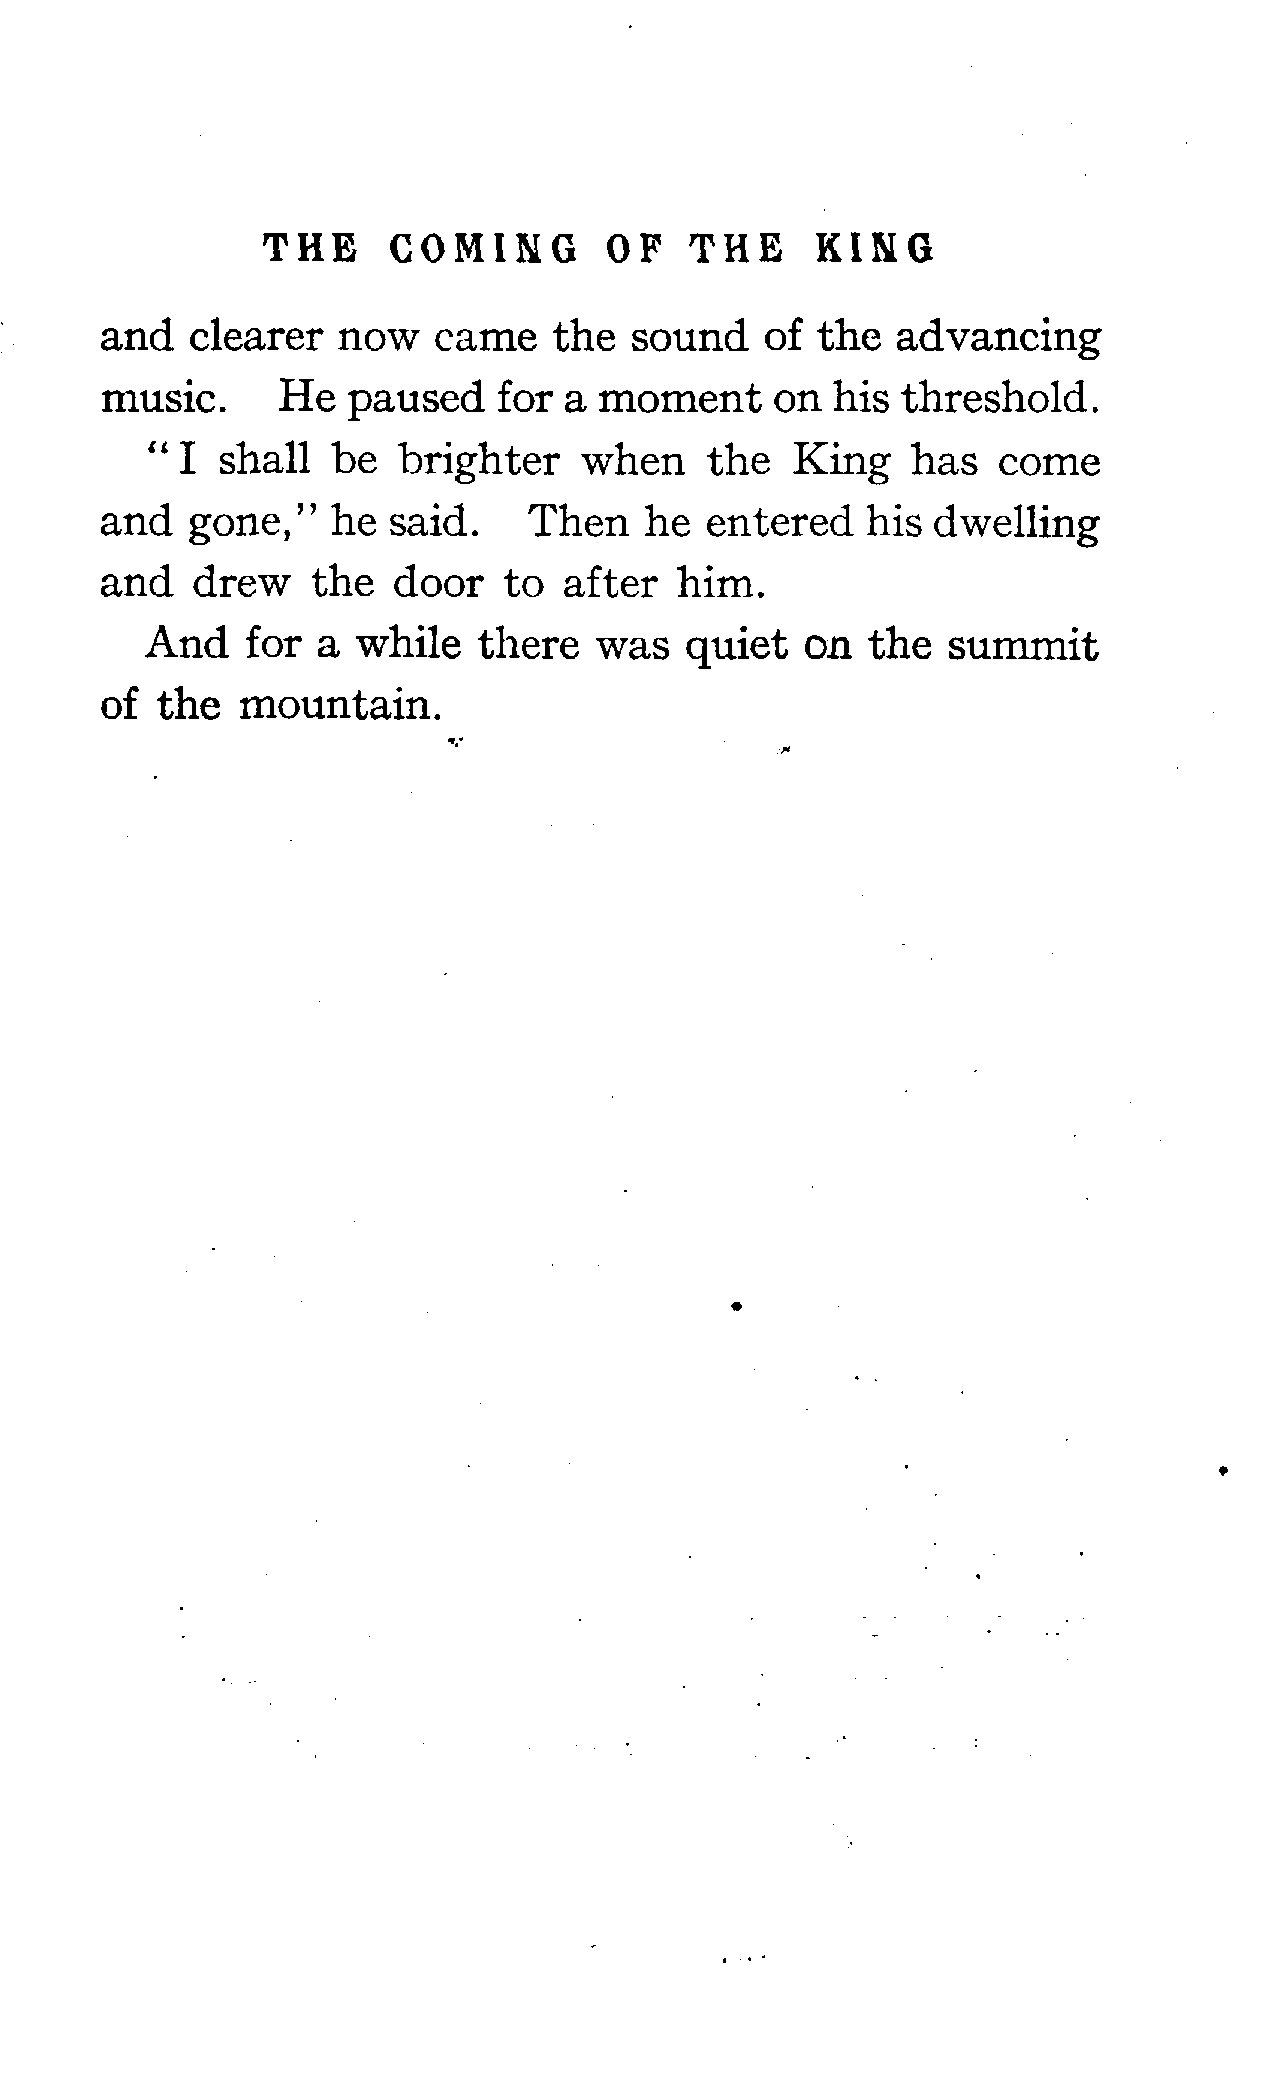 THE COMING OF THE KING
and clearer now came the sound of the advancing
music. He paused for a moment on his threshold.
“I shall be brighter when the King has come
and gone,” he said. Then he entered his dwelling
and drew the door to after him.
And for a while there was quiet on the summit
of the mountain.